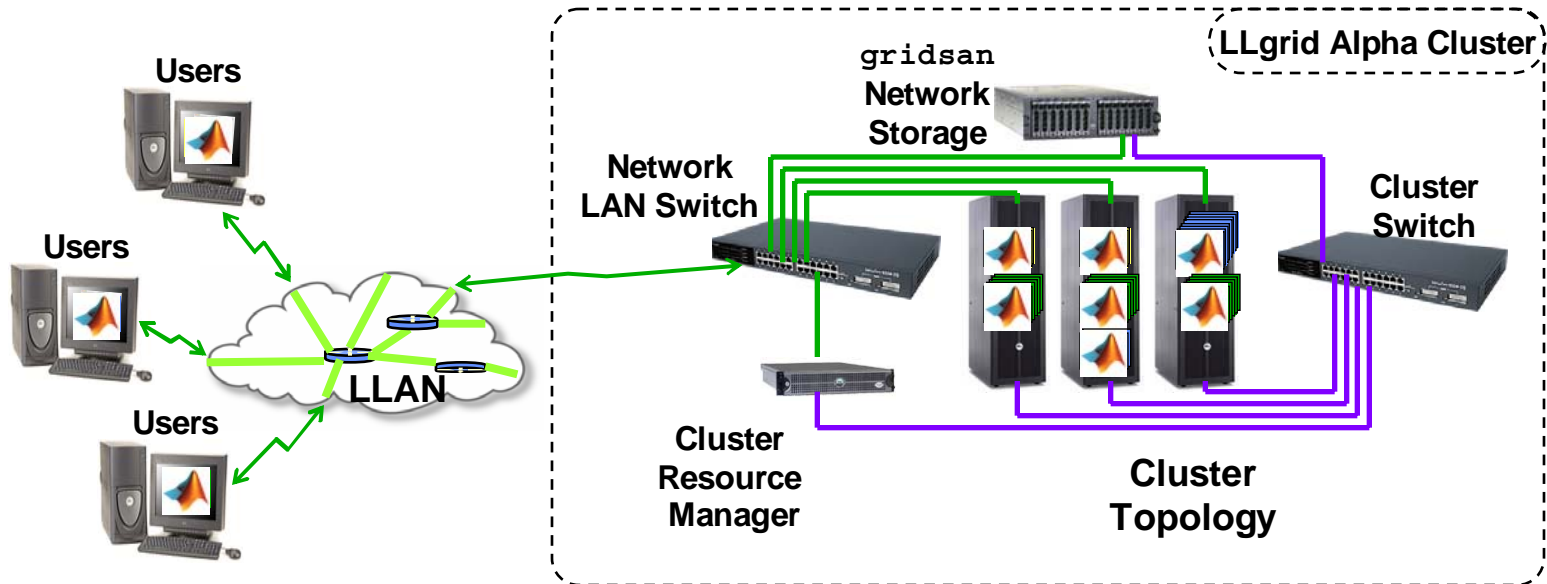 LLgrid Alpha Cluster
Users
gridsan
Network
Storage
Network
LAN Switch
Cluster
Switch
Users
LLAN
Users
Cluster
Resource
Manager
Cluster
Topology